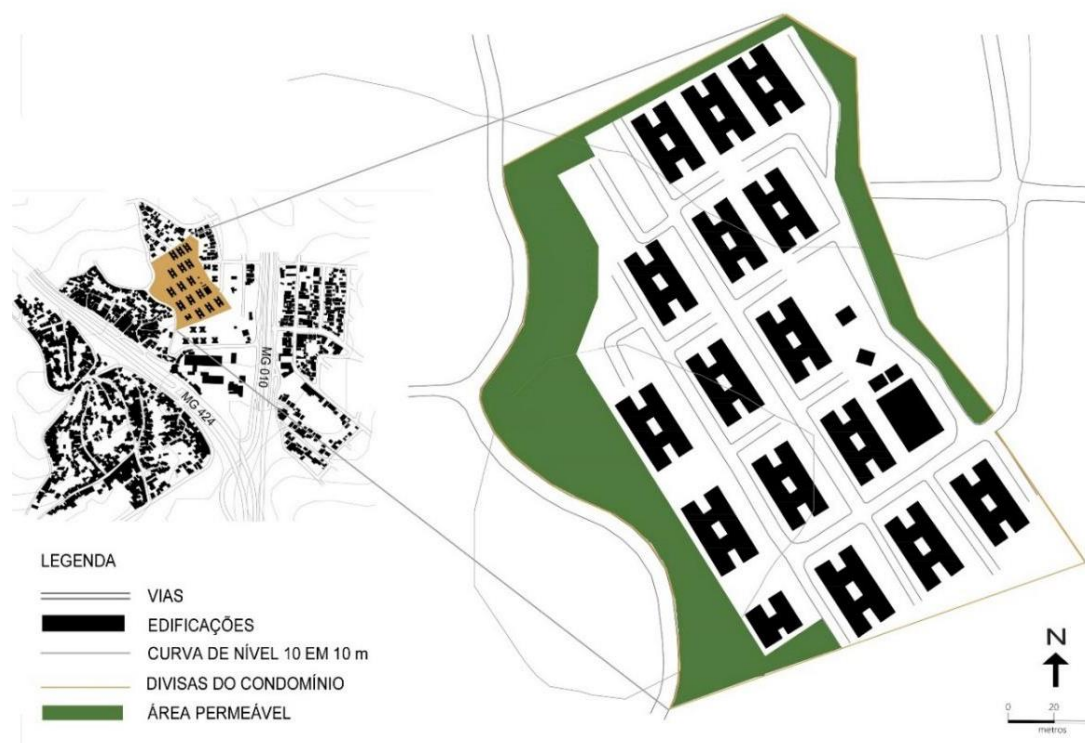 MG 010
MG 424
LEGENDA
VIAS
EDIFICAÇÕES
CURVA DE NÍVEL 10 EM 10 m
DIVISAS DO CONDOMÍNIO
ÁREA PERMEÁVEL
N
0 20
metros